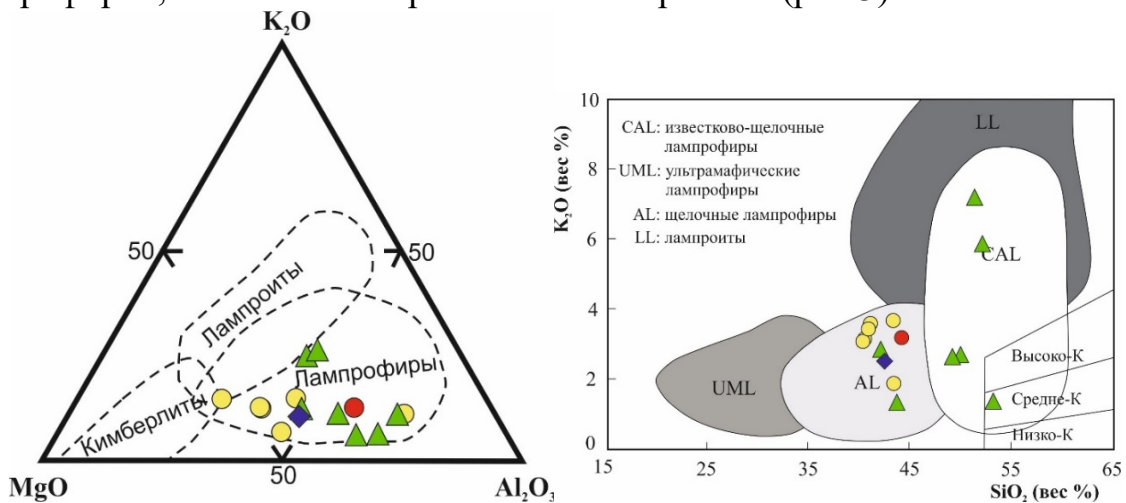 K₂O
50
50
Лампроиты
Лампрофиры
Кимберлиты
MgO
50
Al₂O₃
10
8
6
4
2
0
K₂O (вес %)
CAL: известково-щелочные
лампрофиры
UML: ультрамафические
лампрофиры
AL: щелочные лампрофиры
LL: лампроиты
LL
CAL
UML
AL
Высоко-К
Средне-К
Низко-К
15
25
35
45
55
65
SiO₂ (вес %)